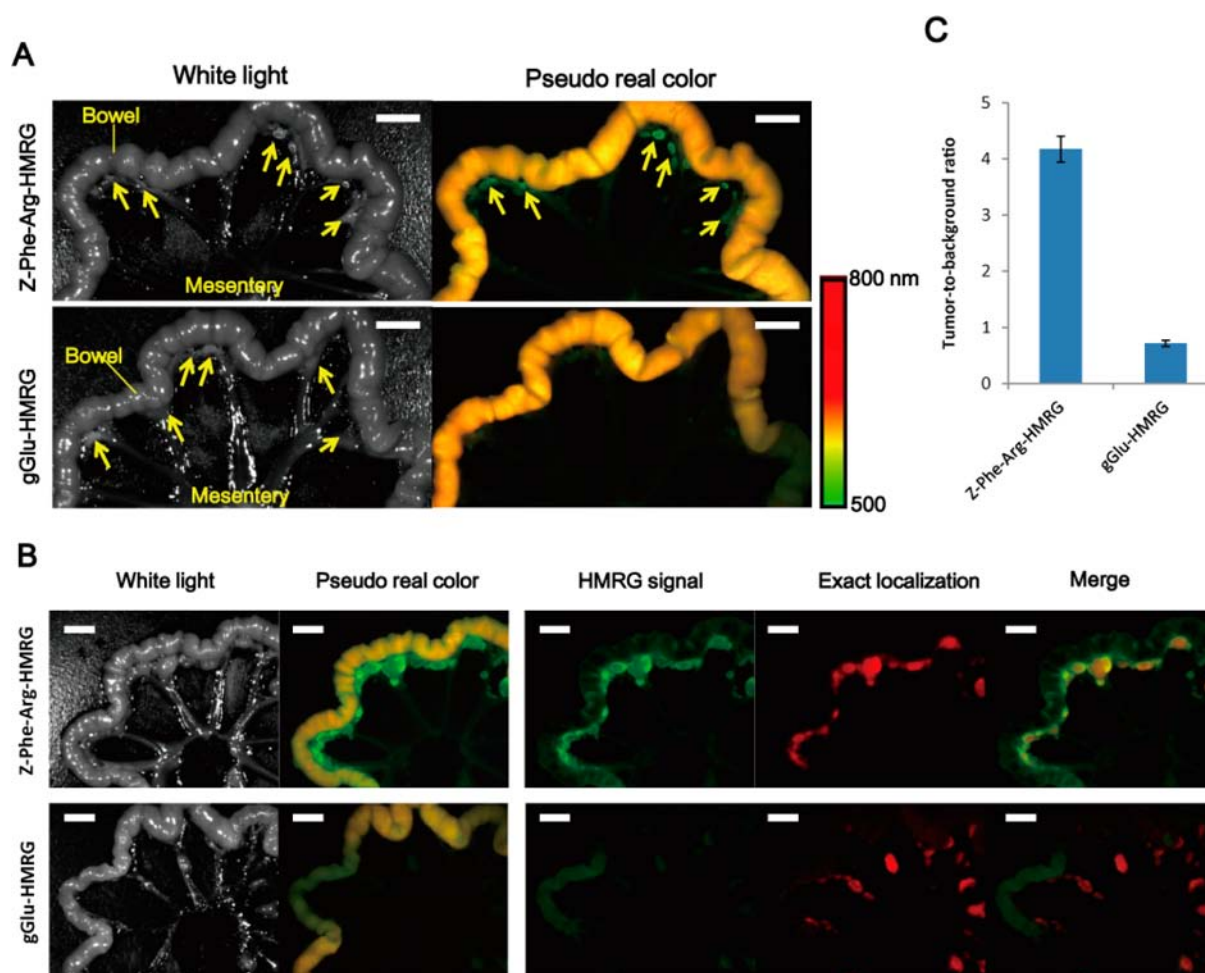 A
White light
Pseudo real color
Z-Phe-Arg-HMRG
Bowel
Mesentery
gGlu-HMRG
Bowel
Mesentery
800 nm
500
C
Tumor-to-background ratio
5
4
3
2
1
0
Z-Phe-Arg-HMRG
gGlu-HMRG
B
White light
Pseudo real color
HMRG signal
Exact localization
Merge
Z-Phe-Arg-HMRG
gGlu-HMRG